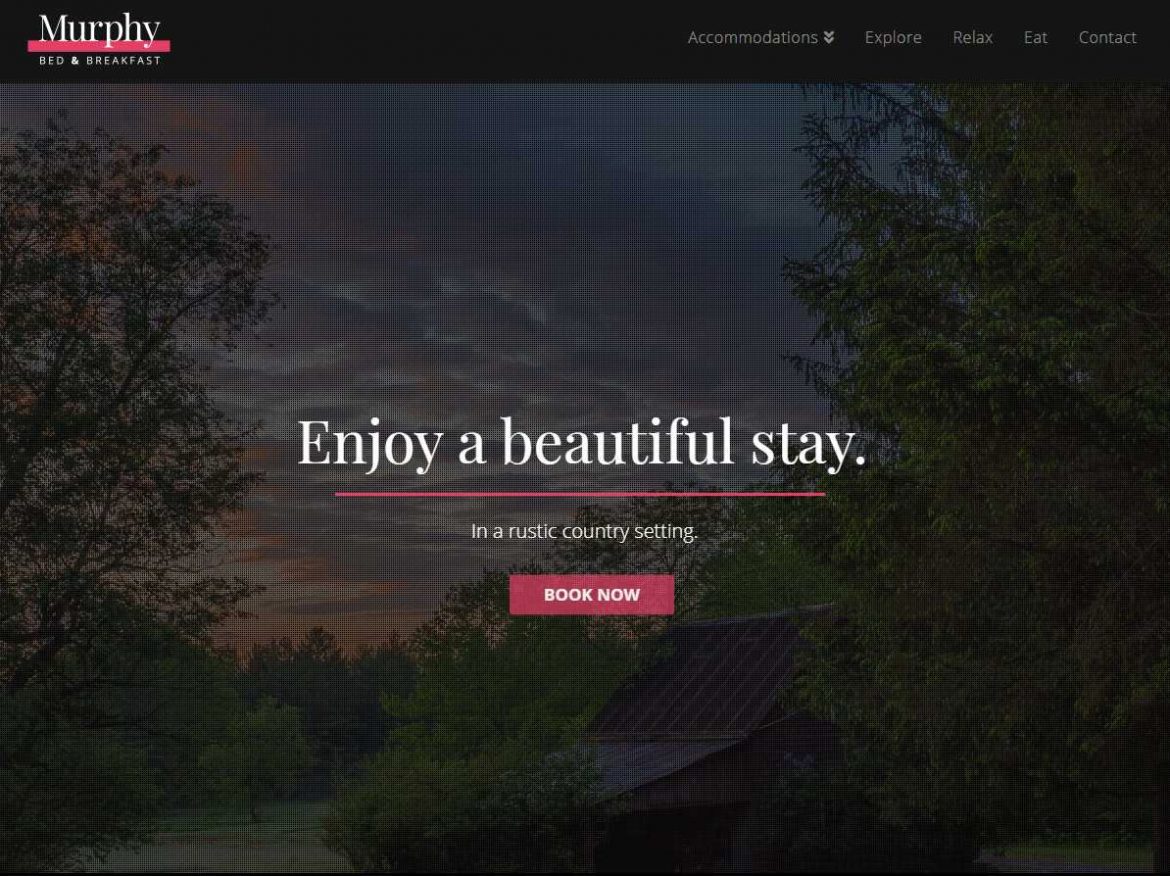 Murphy
BED & BREAKFAST
Accommodations
Explore
Relax
Eat
Contact
Enjoy a beautiful stay.
In a rustic country setting.
BOOK NOW